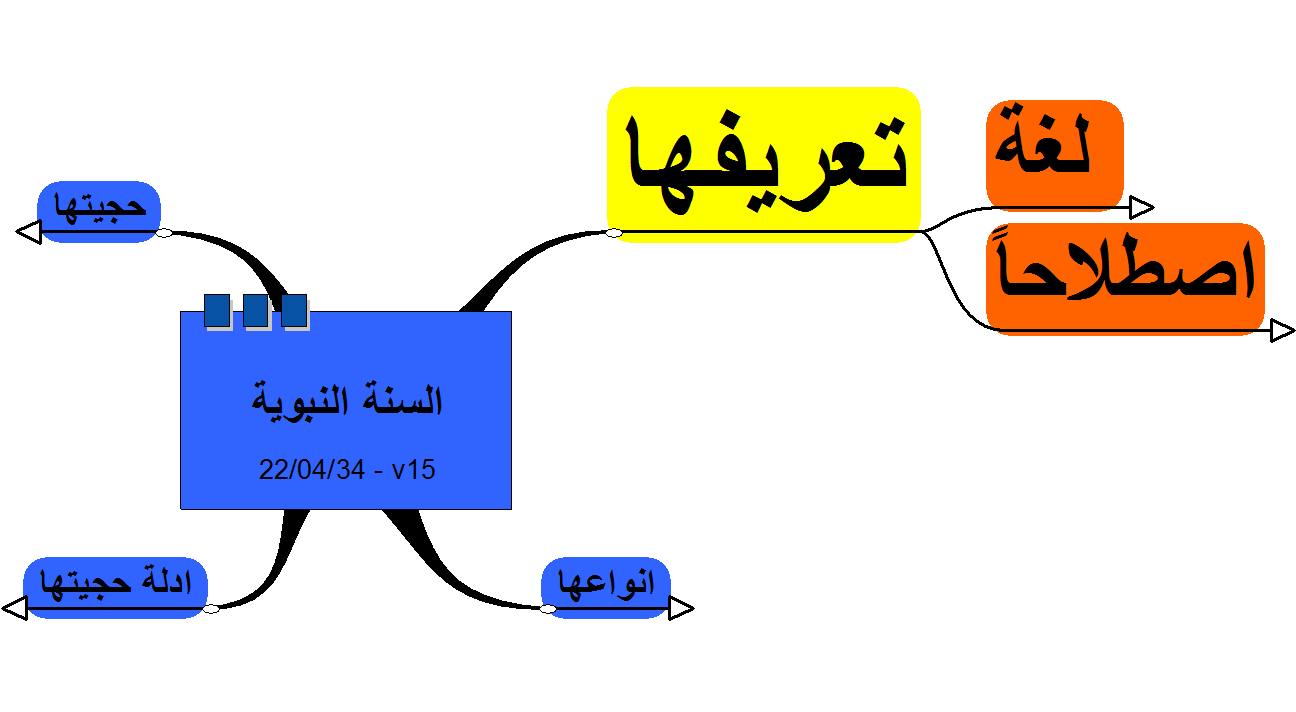 تعريفها
لغة
اصطلاحاً
حجيتها
السنة النبوية
22/04/34 - v15
ادلة حجيتها
انواعها